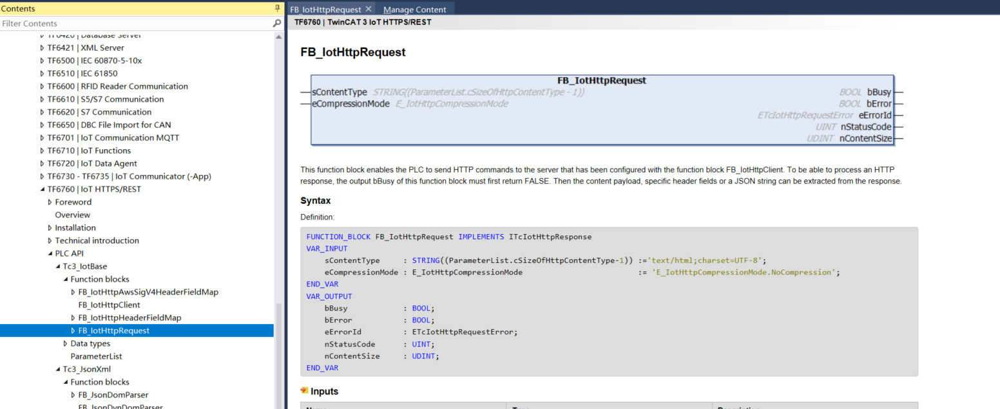 Contents
Filter Contents
TF6420 | Database Server
TF6421 | XML Server
TF6500 | IEC 60870-5-10x
TF6510 | IEC 61850
TF6600 | RFID Reader Communication
TF6610 | S5/S7 Communication
TF6620 | S7 Communication
TF6650 | DBC File Import for CAN
TF6701 | IoT Communication MQTT
TF6710 | IoT Functions
TF6720 | IoT Data Agent
TF6730 - TF6735 | IoT Communicator (-App)
TF6760 | IoT HTTPS/REST
Foreword
Overview
Installation
Technical introduction
PLC API
Tc3_IotBase
Function blocks
FB_IotHttpAwsSigV4HeaderFieldMap
FB_IotHttpClient
FB_IotHttpHeaderFieldMap
FB_IotHttpRequest
Data types
ParameterList
Tc3_JsonXml
Function blocks
FB_JsonDomParser
FB_JsonDynDomParser
FB_IotHttpRequest Manage Content
TF6760 | TwinCAT 3 IoT HTTPS/REST
FB_IotHttpRequest
FB_IotHttpRequest
sContentType STRING((ParameterList.cSizeOfHttpContentType - 1)) BOOL bBusy
eCompressionMode E_IotHttpCompressionMode BOOL bError
ETcIotHttpRequestError eErrorId
UINT nStatusCode
UDINT nContentSize
This function block enables the PLC to send HTTP commands to the server that has been configured with the function block FB_IotHttpClient. To be able to process an HTTP
response, the output bBusy of this function block must first return FALSE. Then the content payload, specific header fields or a JSON string can be extracted from the response.
Syntax
Definition:
FUNCTION_BLOCK FB_IotHttpRequest IMPLEMENTS ITcIotHttpResponse
VAR_INPUT
sContentType : STRING((ParameterList.cSizeOfHttpContentType-1)) :='text/html;charset=UTF-8';
eCompressionMode : E_IotHttpCompressionMode := 'E_IotHttpCompressionMode.NoCompression';
END_VAR
VAR_OUTPUT
bBusy : BOOL;
bError : BOOL;
eErrorId : ETcIotHttpRequestError;
nStatusCode : UINT;
nContentSize : UDINT;
END_VAR
Inputs
Name Type Description